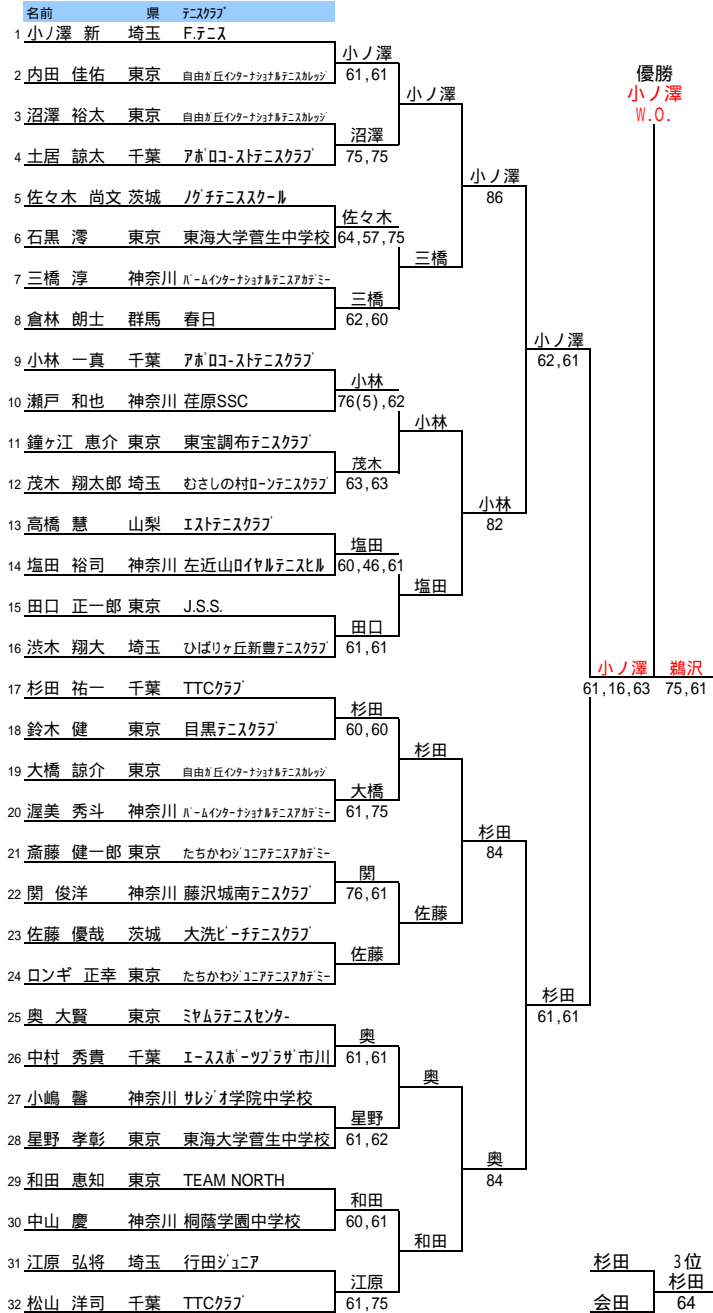 名前 県 テニスクラブ
1 小ノ澤 新 埼玉 F.テニス
小ノ澤
2 内田 佳佑 東京 自由が丘インターナショナルテニスカレッジ 61,61
優勝
小ノ澤
小ノ澤
3 沼澤 裕太 東京 自由が丘インターナショナルテニスカレッジ
W.O.
沼澤
4 土居 諒太 千葉 アポロコーストテニスクラブ 75,75
小ノ澤
5 佐々木 尚文 茨城 ノグチテニススクール
86
佐々木
6 石黒 澪 東京 東海大学菅生中学校 64,57,75
三橋
7 三橋 淳 神奈川 パームインターナショナルテニスアカデミー
三橋
8 倉林 朗士 群馬 春日 62,60
小ノ澤
9 小林 一真 千葉 アポロコーストテニスクラブ
62,61
小林
10 瀬戸 和也 神奈川 荏原SSC 76(5),62
小林
11 鐘ヶ江 恵介 東京 東宝調布テニスクラブ
茂木
12 茂木 翔太郎 埼玉 むさしの村ローンテニスクラブ 63,63
小林
13 高橋 慧 山梨 エストテニスクラブ
82
塩田
14 塩田 裕司 神奈川 左近山ロイヤルテニスヒル 60,46,61
塩田
15 田口 正一郎 東京 J.S.S.
田口
16 渋木 翔大 埼玉 ひばりヶ丘新豊テニスクラブ 61,61
小ノ澤 鵜沢
17 杉田 祐一 千葉 TTCクラブ
61,16,63 75,61
杉田
18 鈴木 健 東京 目黒テニスクラブ 60,60
杉田
19 大橋 諒介 東京 自由が丘インターナショナルテニスカレッジ
大橋
20 渥美 秀斗 神奈川 パームインターナショナルテニスアカデミー 61,75
杉田
21 斎藤 健一郎 東京 たちかわジュニアテニスアカデミー
84
関
22 関 俊洋 神奈川 藤沢城南テニスクラブ 76,61
佐藤
23 佐藤 優哉 茨城 大洗ビーチテニスクラブ
佐藤
24 ロンギ 正幸 東京 たちかわジュニアテニスアカデミー
杉田
25 奥 大賢 東京 ミヤムラテニスセンター
61,61
奥
26 中村 秀貴 千葉 エーススポーツプラザ市川 61,61
奥
27 小嶋 馨 神奈川 サレジオ学院中学校
星野
28 星野 孝彰 東京 東海大学菅生中学校 61,62
奥
29 和田 恵知 東京 TEAM NORTH
84
和田
30 中山 慶 神奈川 桐蔭学園中学校 60,61
和田
31 江原 弘将 埼玉 行田ジュニア
杉田 3位
江原
杉田
32 松山 洋司 千葉 TTCクラブ 61,75
会田 64